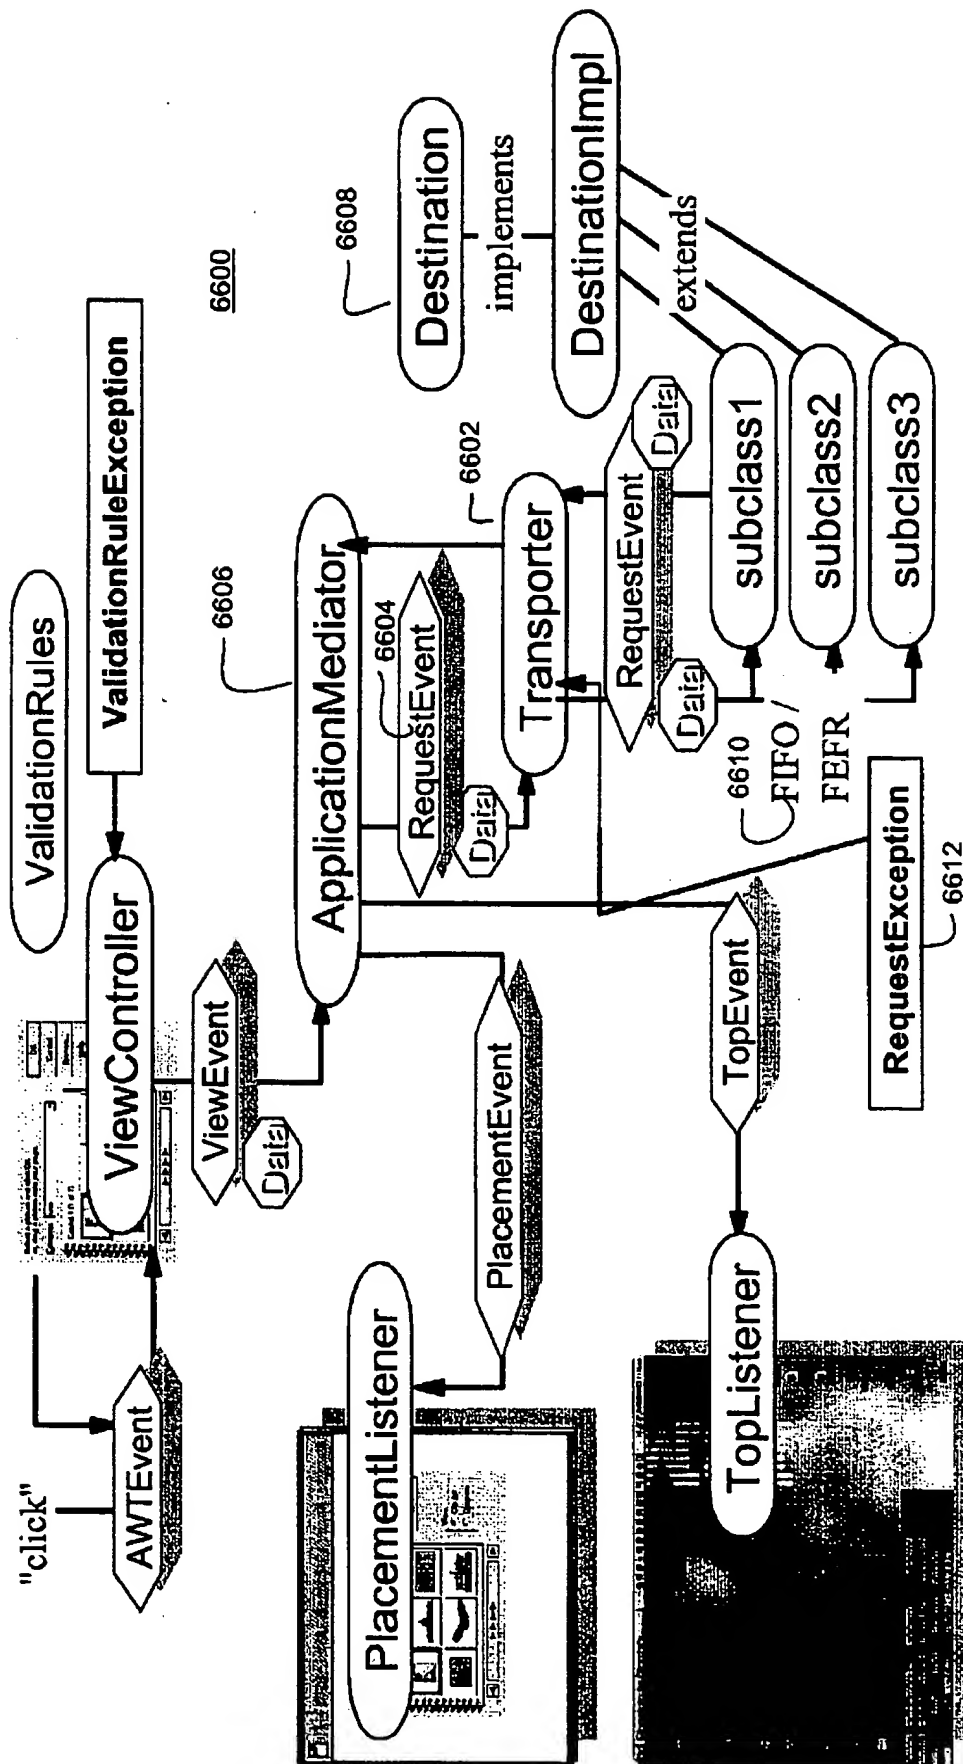 "click"
AWTEvent
ViewController
ValidationRules
ValidationRuleException
ViewEvent
Data
6600
6606
ApplicationMediator
PlacementListener
PlacementEvent
RequestEvent
6604
Data
6602
Transporter
6608
Destination
implements
DestinationImpl
extends
RequestEvent
Data
Data
subclass1
subclass2
subclass3
6610
FIFO /
FEFR
TopListener
TopEvent
RequestException
6612